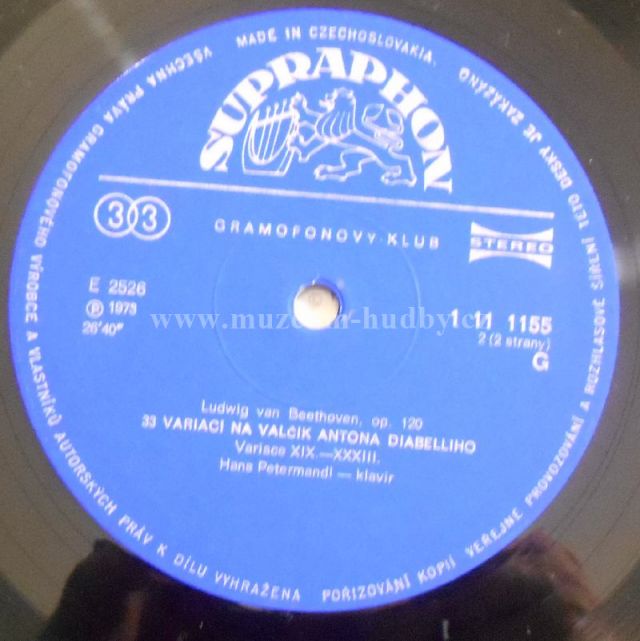 VŠECHNA PRÁVA GRAMOFONOVÉHO VÝROBCE A VLASTNÍKŮ AUTORSKÝCH PRÁV K DÍLU VYHRAŽENA
POŘIZOVÁNÍ KOPIÍ VEŘEJNÉ PROVOZOVÁNÍ A ROZHLASOVÉ SÍŘENÍ TÉTO DESKY JE ZAKÁZÁNO
MADE IN CZECHOSLOVAKIA.
SUPRAPHON
33
GRAMOFONOVÝ KLUB
STEREO
E 2526
℗ 1973
26'40"
1 11 1155
2 (2 strany)
G
www.muzeum-hudby.cz
Ludwig van Beethoven, op. 120
33 VARIACÍ NA VALČÍK ANTONA DIABELLIHO
Variace XIX.—XXXIII.
Hans Petermandl — klavír